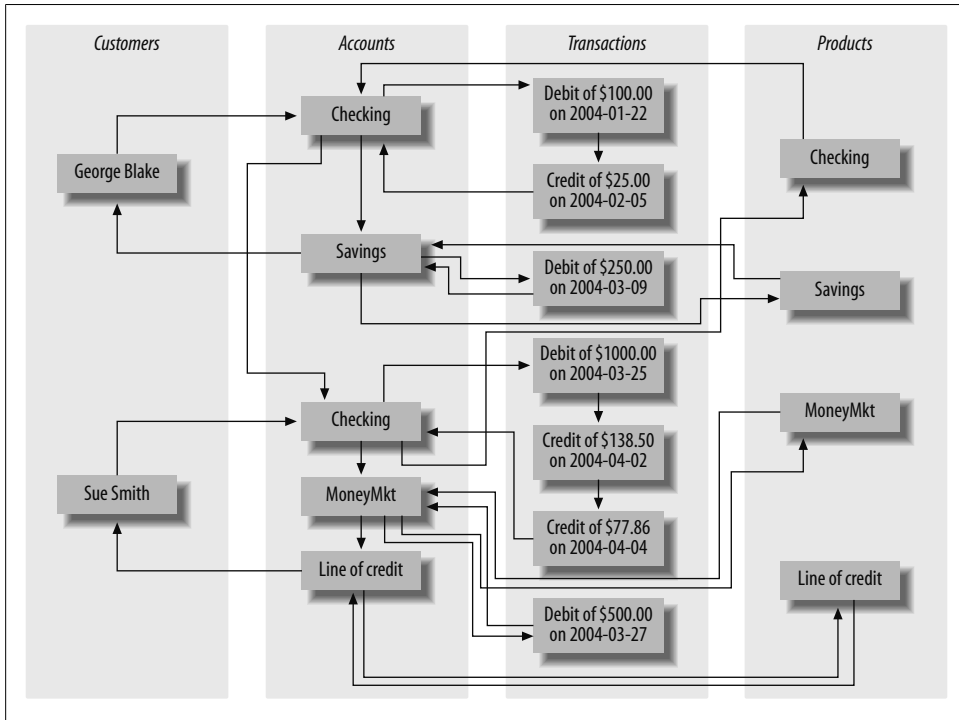 Customers
Accounts
Transactions
Products
George Blake
Sue Smith
Checking
Savings
Checking
MoneyMkt
Line of credit
Debit of $100.00
on 2004-01-22
Credit of $25.00
on 2004-02-05
Debit of $250.00
on 2004-03-09
Debit of $1000.00
on 2004-03-25
Credit of $138.50
on 2004-04-02
Credit of $77.86
on 2004-04-04
Debit of $500.00
on 2004-03-27
Checking
Savings
MoneyMkt
Line of credit